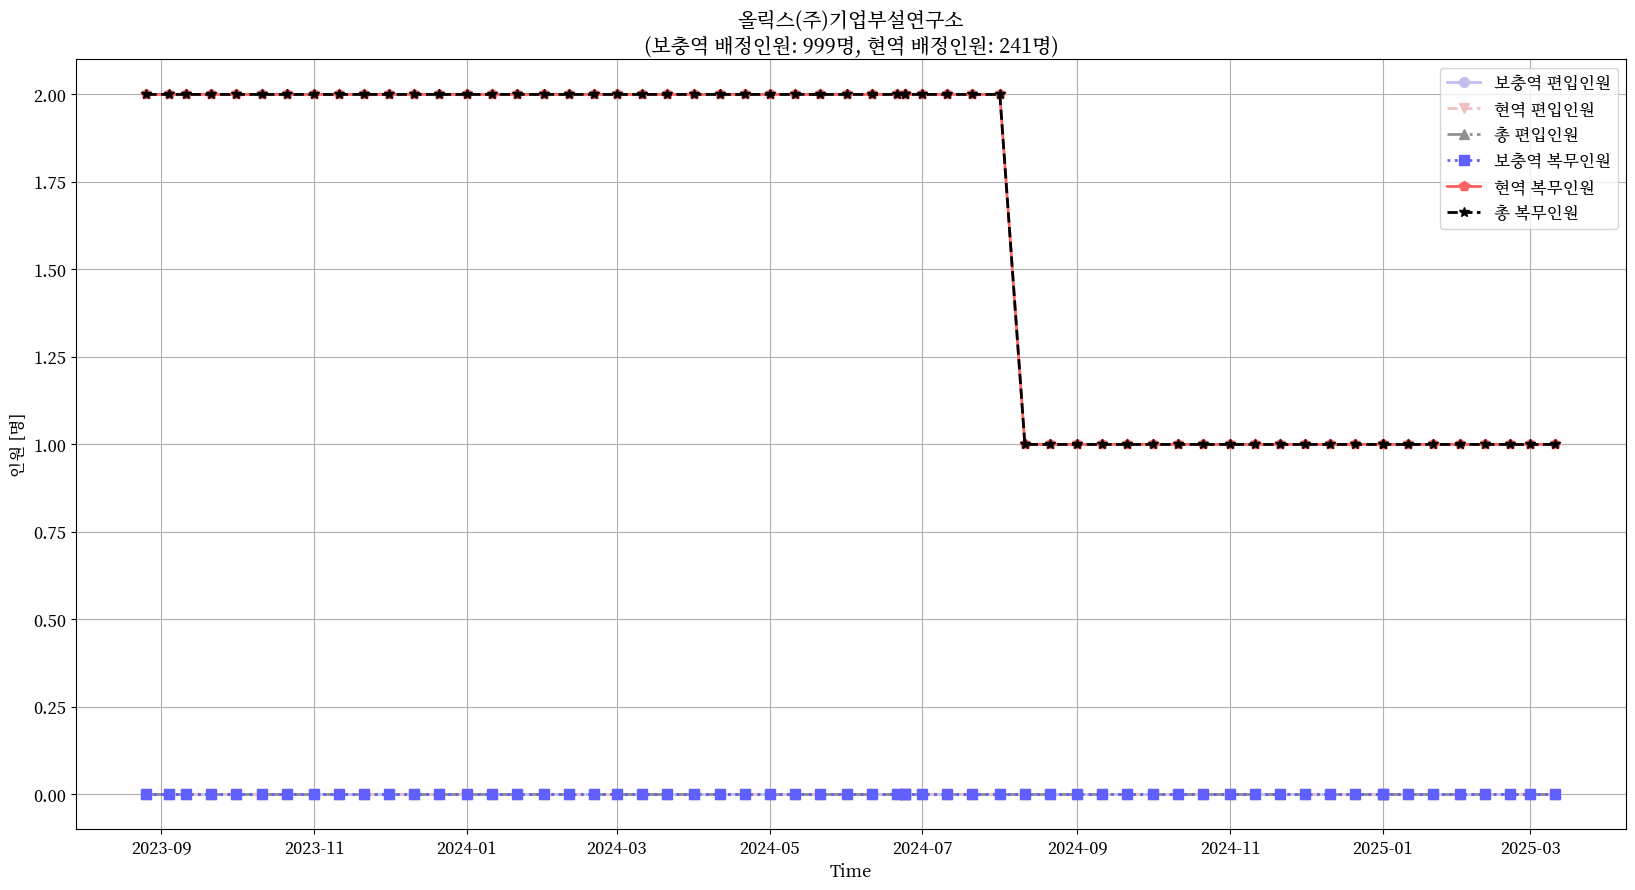 올릭스(주)기업부설연구소
(보충역 배정인원: 999명, 현역 배정인원: 241명)
보충역 편입인원
현역 편입인원
총 편입인원
보충역 복무인원
현역 복무인원
총 복무인원
인원 [명]
2.00
1.75
1.50
1.25
1.00
0.75
0.50
0.25
0.00
2023-09
2023-11
2024-01
2024-03
2024-05
2024-07
2024-09
2024-11
2025-01
2025-03
Time